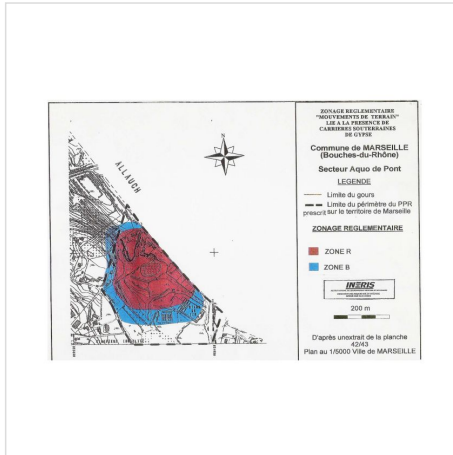 ZONAGE REGLEMENTAIRE
"MOUVEMENTS DE TERRAIN"
LIE A LA PRESENCE DE
CARRIERES SOUTERRAINES
DE GYPSE
Commune de MARSEILLE
(Bouches-du-Rhône)
Secteur Aquo de Pont
LEGENDE
Limite du gours
Limite du périmètre du PPR
prescrit sur le territoire de Marseille
ZONAGE REGLEMENTAIRE
ZONE R
ZONE B
INERIS
200 m
D'après unextrait de la planche
42/43
Plan au 1/5000 Ville de MARSEILLE
N
ALLAUCH